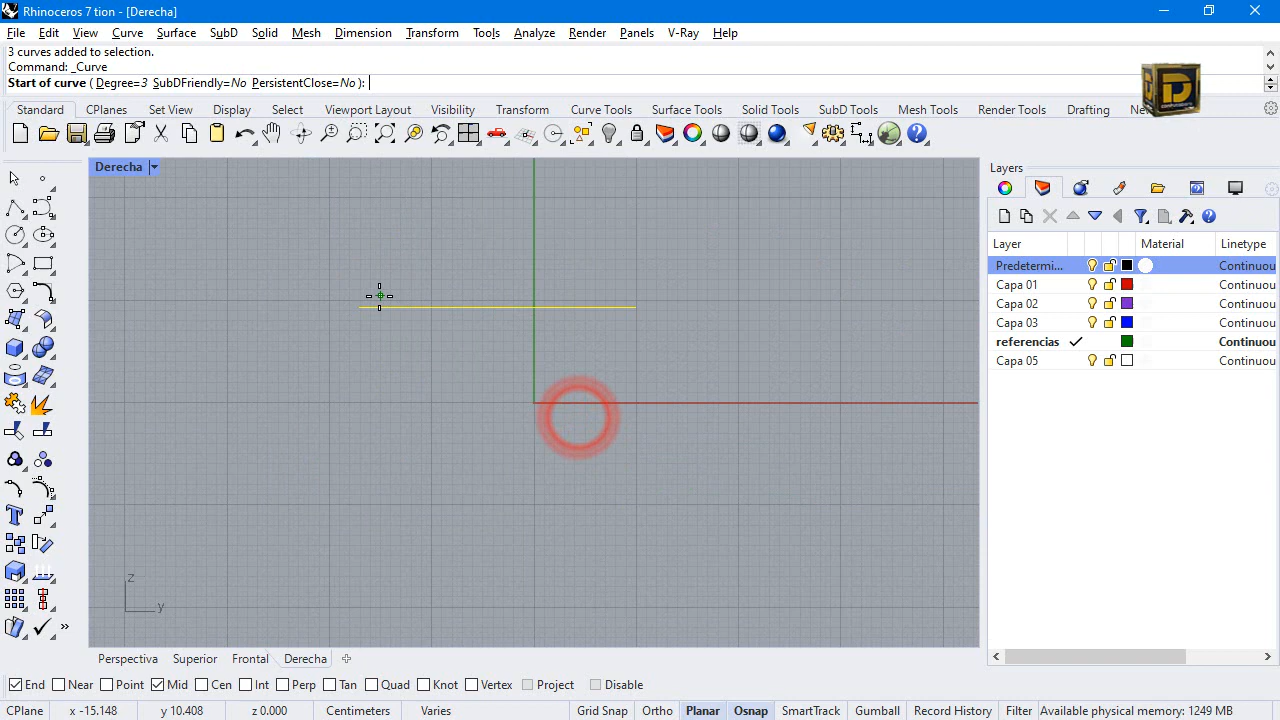 Rhinoceros 7 tion - [Derecha]
File Edit View Curve Surface SubD Solid Mesh Dimension Transform Tools Analyze Render Panels V-Ray Help
3 curves added to selection.
Command: _Curve
Start of curve ( Degree=3 SubDFriendly=No PersistentClose=No ):
Standard CPlanes Set View Display Select Viewport Layout Visibility Transform Curve Tools Surface Tools Solid Tools SubD Tools Mesh Tools Render Tools Drafting
Derecha
Layers
Layer Material Linetype
Predetermi... Continuou
Capa 01 Continuou
Capa 02 Continuou
Capa 03 Continuou
referencias Continuou
Capa 05 Continuou
z
y
Perspectiva Superior Frontal Derecha
End Near Point Mid Cen Int Perp Tan Quad Knot Vertex Project Disable
CPlane x -15.148 y 10.408 z 0.000 Centimeters Varies Grid Snap Ortho Planar Osnap SmartTrack Gumball Record History Filter Available physical memory: 1249 MB